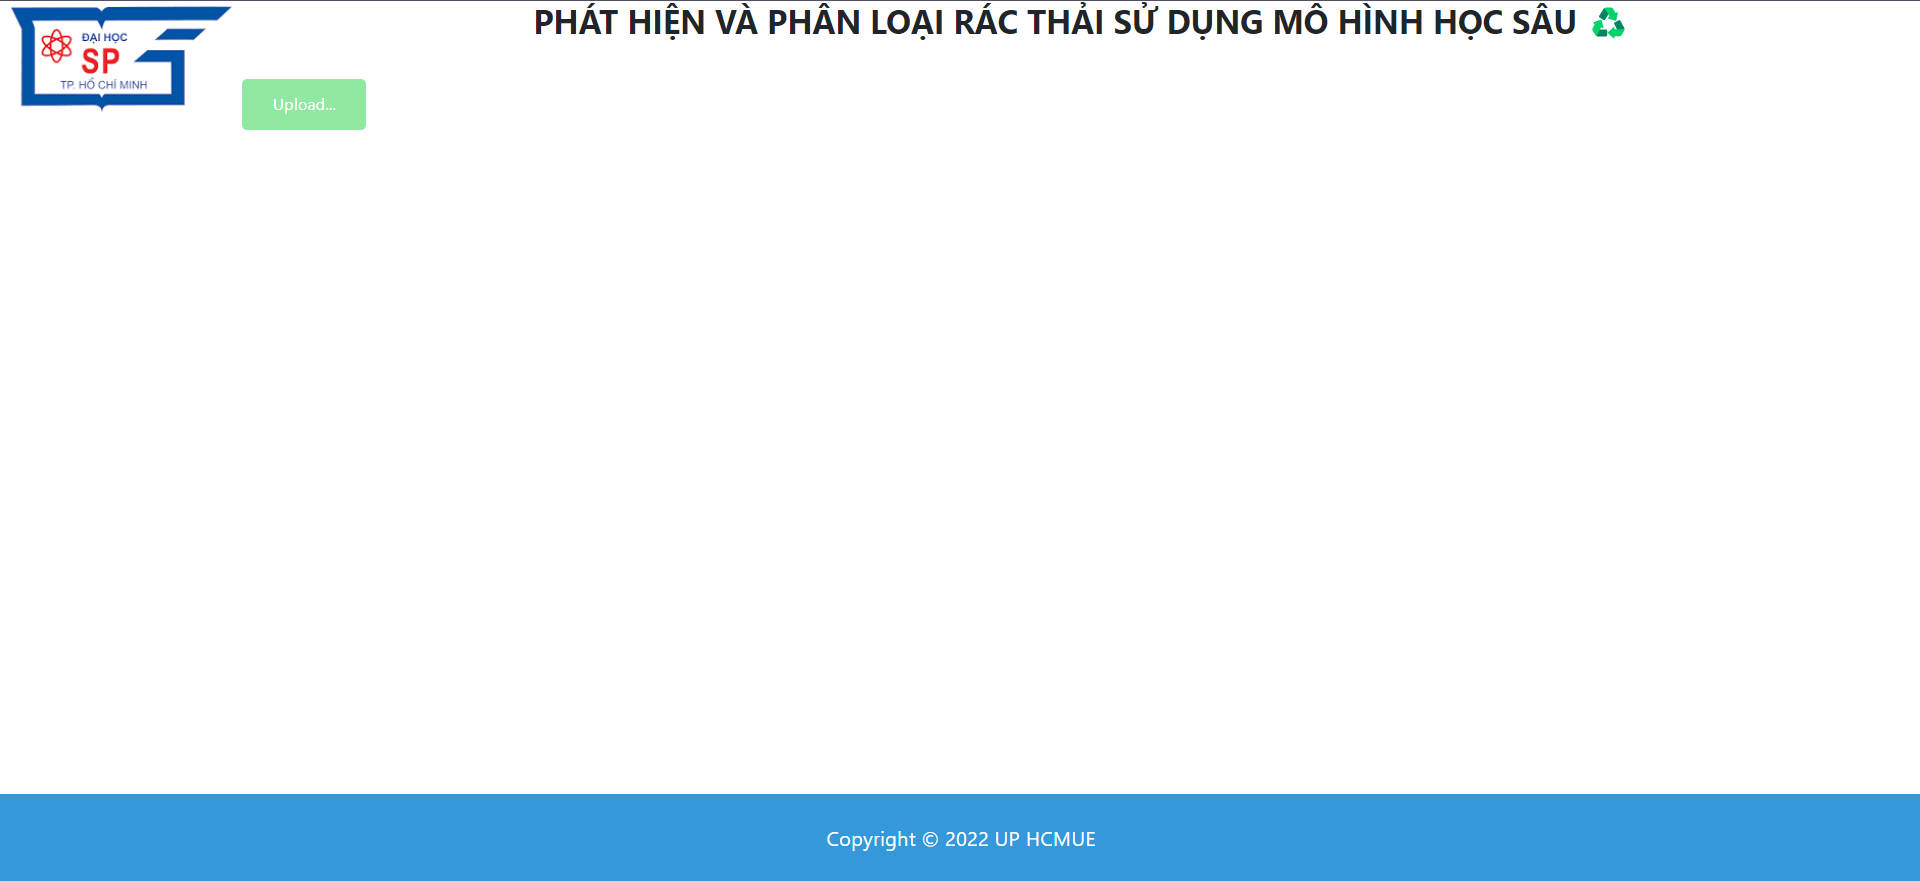 ĐẠI HỌC
SP
TP. HỒ CHÍ MINH
PHÁT HIỆN VÀ PHÂN LOẠI RÁC THẢI SỬ DỤNG MÔ HÌNH HỌC SÂU ♻
Upload...
Copyright © 2022 UP HCMUE